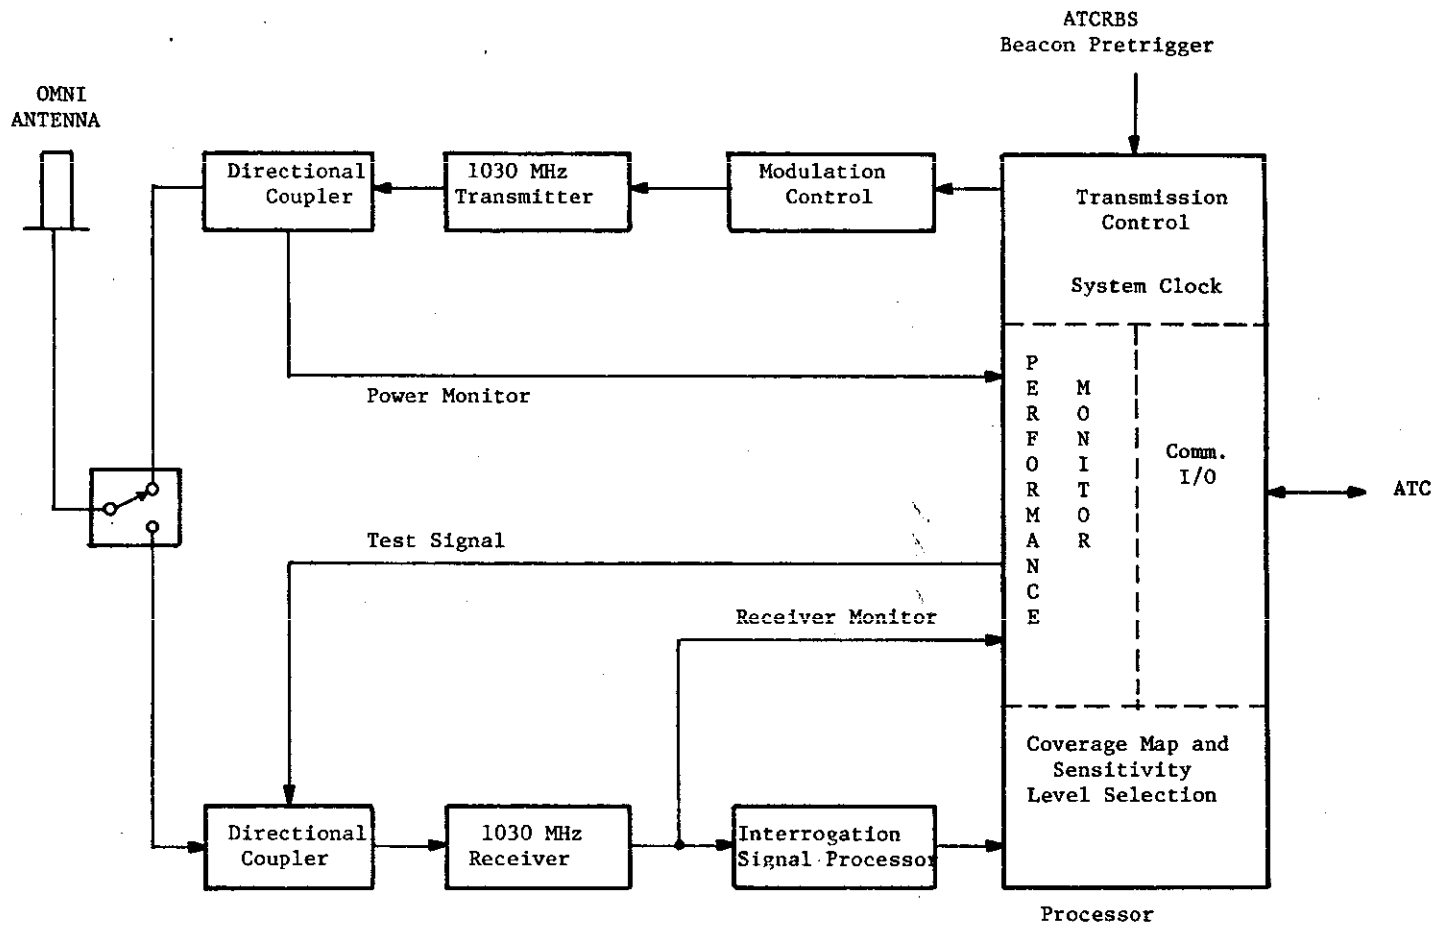 ATCRBS
Beacon Pretrigger
OMNI
ANTENNA
Directional
Coupler
1030 MHz
Transmitter
Modulation
Control
Transmission
Control
System Clock
Power Monitor
PERFORMANCE
MONITOR
Comm.
I/O
ATC
Test Signal
Receiver Monitor
Coverage Map and
Sensitivity
Level Selection
Directional
Coupler
1030 MHz
Receiver
Interrogation
Signal Processor
Processor